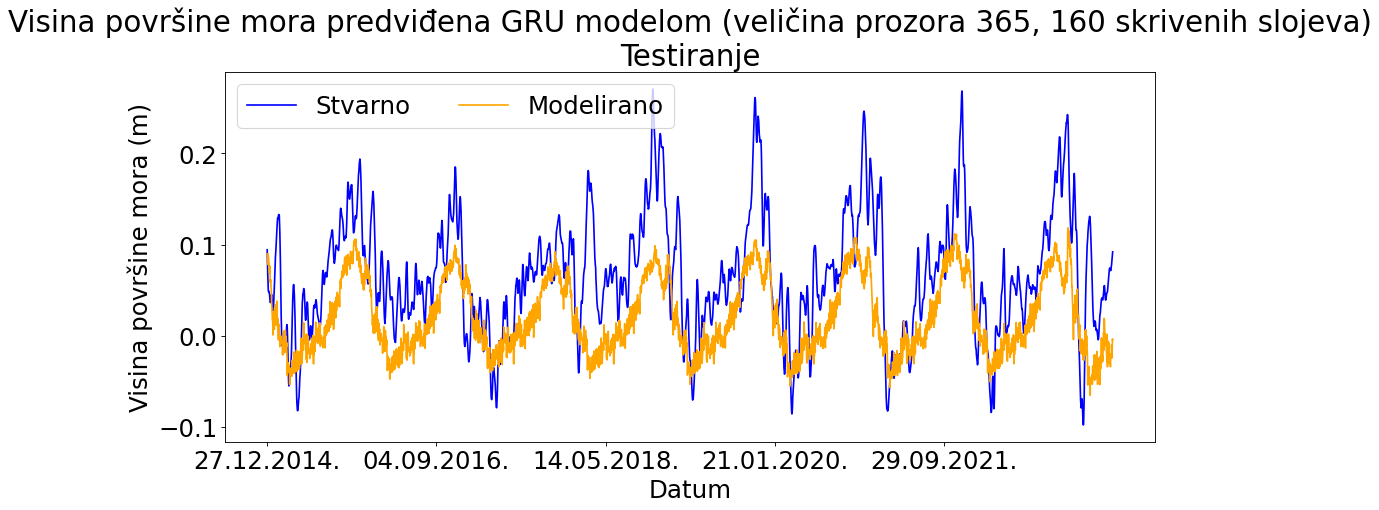 Visina površine mora predviđena GRU modelom (veličina prozora 365, 160 skrivenih slojeva)
Testiranje
Stvarno
Modelirano
Visina površine mora (m)
0.2
0.1
0.0
−0.1
27.12.2014.
04.09.2016.
14.05.2018.
21.01.2020.
29.09.2021.
Datum